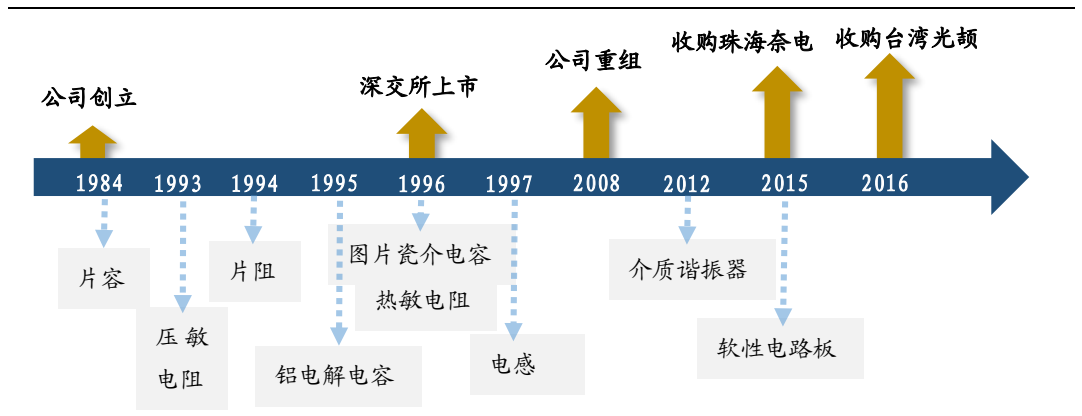 公司创立
深交所上市
公司重组
收购珠海奈电
收购台湾光颉
1984 1993 1994 1995 1996 1997 2008 2012 2015 2016
片容
压敏
电阻
片阻
铝电解电容
图片瓷介电容
热敏电阻
电感
介质谐振器
软性电路板